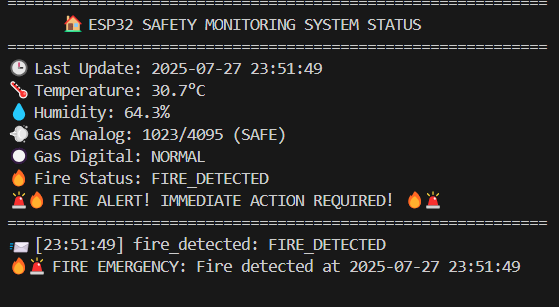 ============================================================
🏠 ESP32 SAFETY MONITORING SYSTEM STATUS
============================================================
🕒 Last Update: 2025-07-27 23:51:49
🌡️ Temperature: 30.7°C
💧 Humidity: 64.3%
💨 Gas Analog: 1023/4095 (SAFE)
⚪ Gas Digital: NORMAL
🔥 Fire Status: FIRE_DETECTED
🚨🔥 FIRE ALERT! IMMEDIATE ACTION REQUIRED! 🔥🚨
============================================================
📨 [23:51:49] fire_detected: FIRE_DETECTED
🔥🚨 FIRE EMERGENCY: Fire detected at 2025-07-27 23:51:49